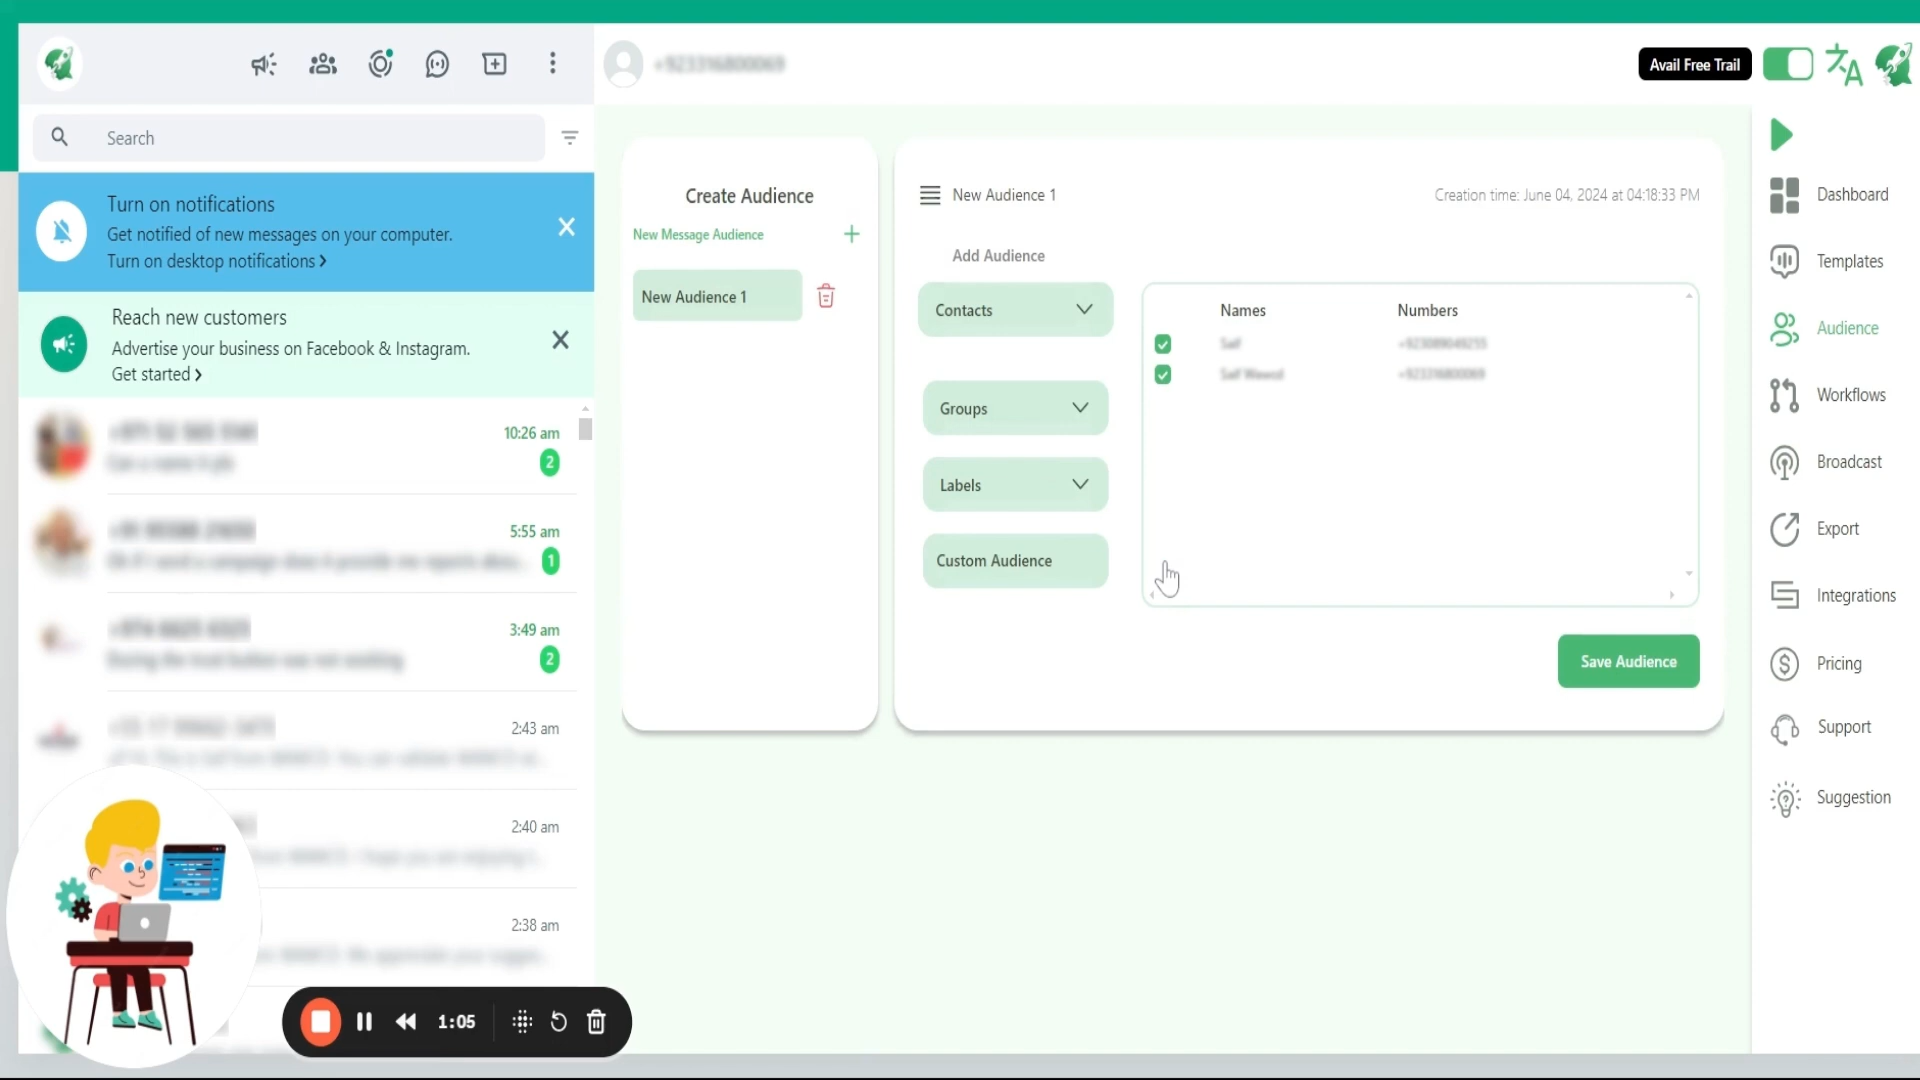 Avail Free Trail
Search
Turn on notifications
Get notified of new messages on your computer.
Turn on desktop notifications >
Reach new customers
Advertise your business on Facebook & Instagram.
Get started >
10:26 am
2
5:55 am
1
3:49 am
2
2:43 am
2:40 am
2:38 am
1:05
Create Audience
New Message Audience
New Audience 1
New Audience 1
Creation time: June 04, 2024 at 04:18:33 PM
Add Audience
Contacts
Groups
Labels
Custom Audience
Names Numbers
Save Audience
Dashboard
Templates
Audience
Workflows
Broadcast
Export
Integrations
Pricing
Support
Suggestion